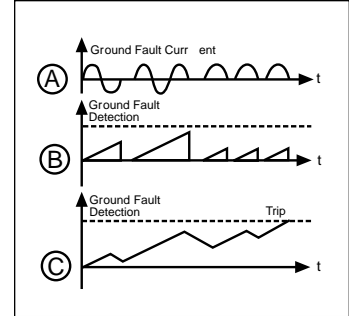 Ground Fault Curr ent
A
t
Ground Fault
Detection
B
t
Ground Fault
Detection
Trip
C
t